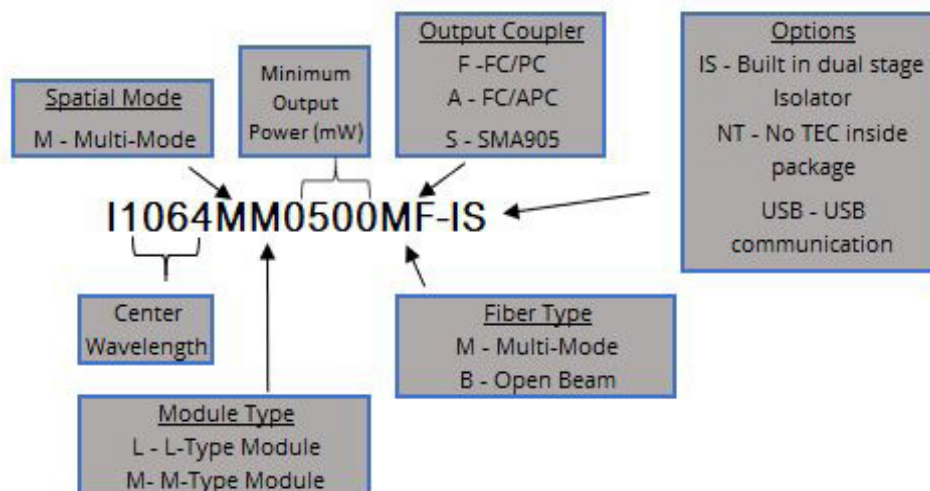 Output Coupler
F -FC/PC
A - FC/APC
S - SMA905
Options
IS - Built in dual stage
Isolator
NT - No TEC inside
package
USB - USB
communication
Minimum
Output
Power (mW)
Spatial Mode
M - Multi-Mode
I1064MM0500MF-IS
Center
Wavelength
Fiber Type
M - Multi-Mode
B - Open Beam
Module Type
L - L-Type Module
M- M-Type Module